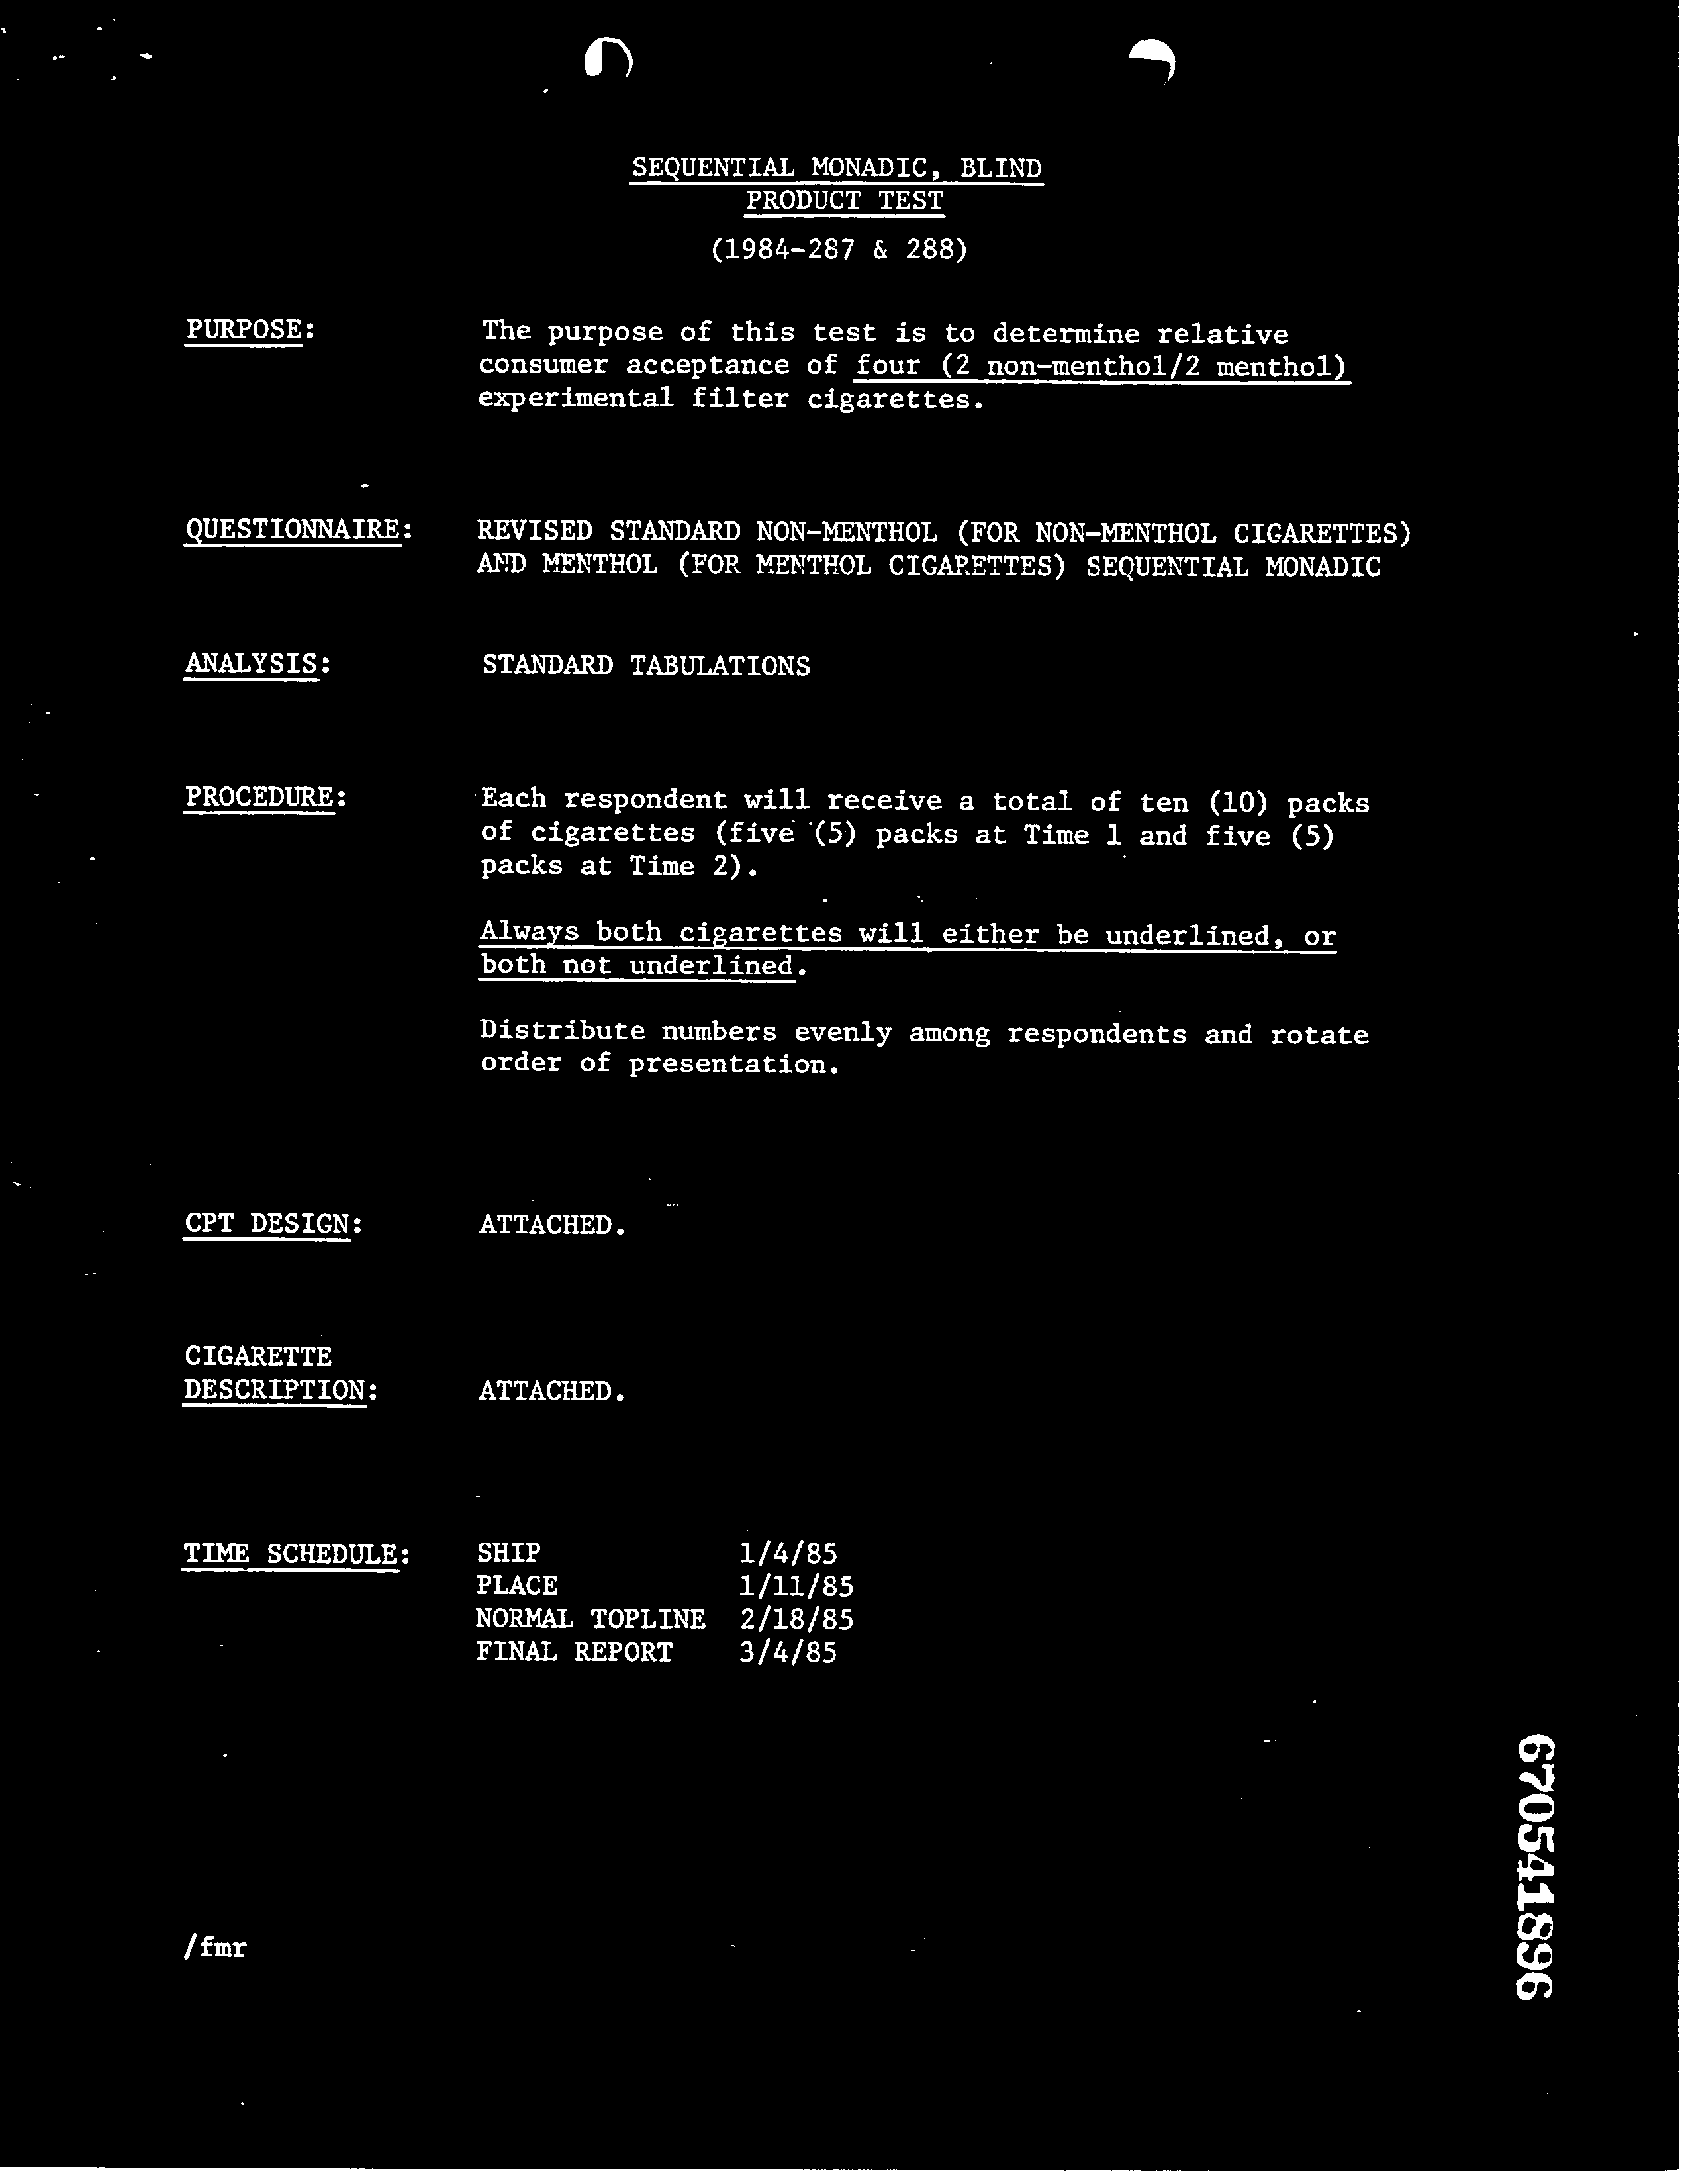 SEQUENTIAL MONADIC, BLIND
PRODUCT TEST
(1984-287 & 288)
PURPOSE: The purpose of this test is to determine relative
consumer acceptance of four (2 non-menthol/2 menthol)
experimental filter cigarettes.
QUESTIONNAIRE: REVISED STANDARD NON-MENTHOL (FOR NON-MENTHOL CIGARETTES)
AND MENTHOL (FOR MENTHOL CIGARETTES) SEQUENTIAL MONADIC
ANALYSIS: STANDARD TABULATIONS
PROCEDURE: Each respondent will receive a total of ten (10) packs
of cigarettes (five (5) packs at Time 1 and five (5)
packs at Time 2).
Always both cigarettes will either be underlined, or
both not underlined.
Distribute numbers evenly among respondents and rotate
order of presentation.
CPT DESIGN: ATTACHED.
CIGARETTE
DESCRIPTION: ATTACHED.
TIME SCHEDULE: SHIP 1/4/85
PLACE 1/11/85
NORMAL TOPLINE 2/18/85
FINAL REPORT 3/4/85
/fmr
670541896